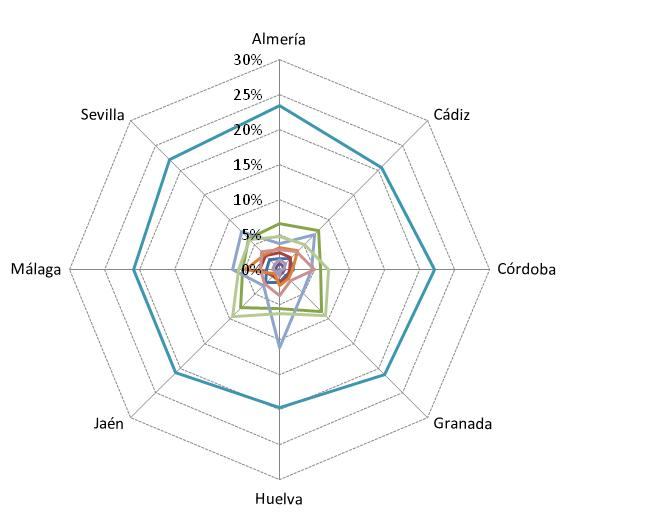 Almería
30%
25%
20%
15%
10%
5%
0%
Sevilla
Cádiz
Málaga
Córdoba
Jaén
Granada
Huelva